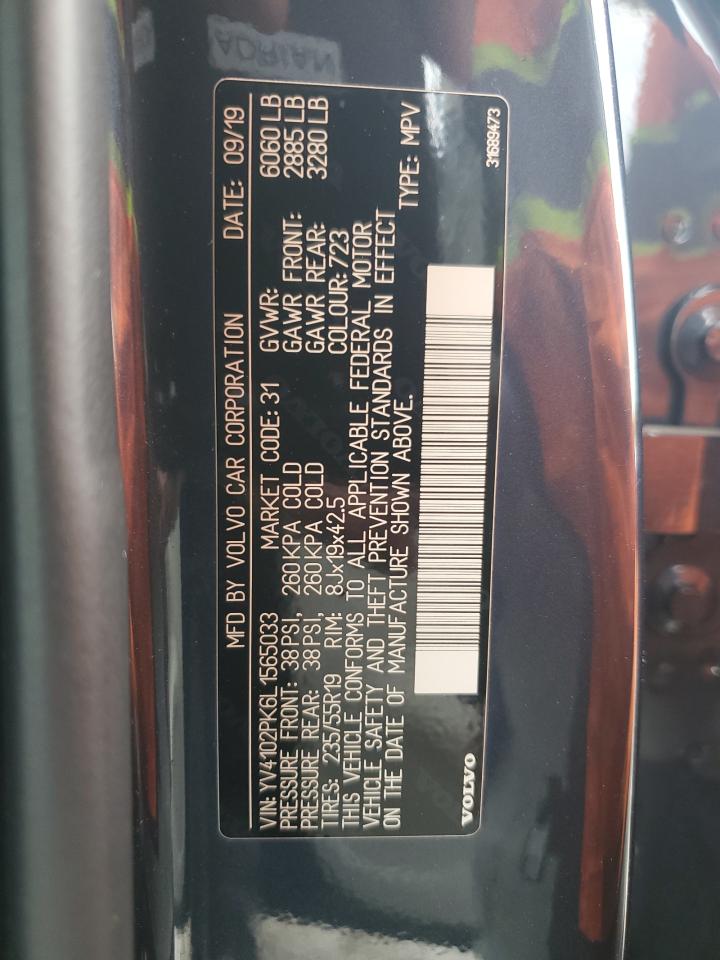 MFD BY VOLVO CAR CORPORATION DATE: 09/19
VIN: YV4102PK6L1565033 MARKET CODE: 31 GVWR: 6060 LB
PRESSURE FRONT: 38 PSI, 260 KPA COLD GAWR FRONT: 2885 LB
PRESSURE REAR: 38 PSI, 260 KPA COLD GAWR REAR: 3280 LB
TIRES: 235/55R19 RIM: 8Jx19x42.5 COLOUR: 723
THIS VEHICLE CONFORMS TO ALL APPLICABLE FEDERAL MOTOR
VEHICLE SAFETY AND THEFT PREVENTION STANDARDS IN EFFECT
ON THE DATE OF MANUFACTURE SHOWN ABOVE. TYPE: MPV
VOLVO 31689473